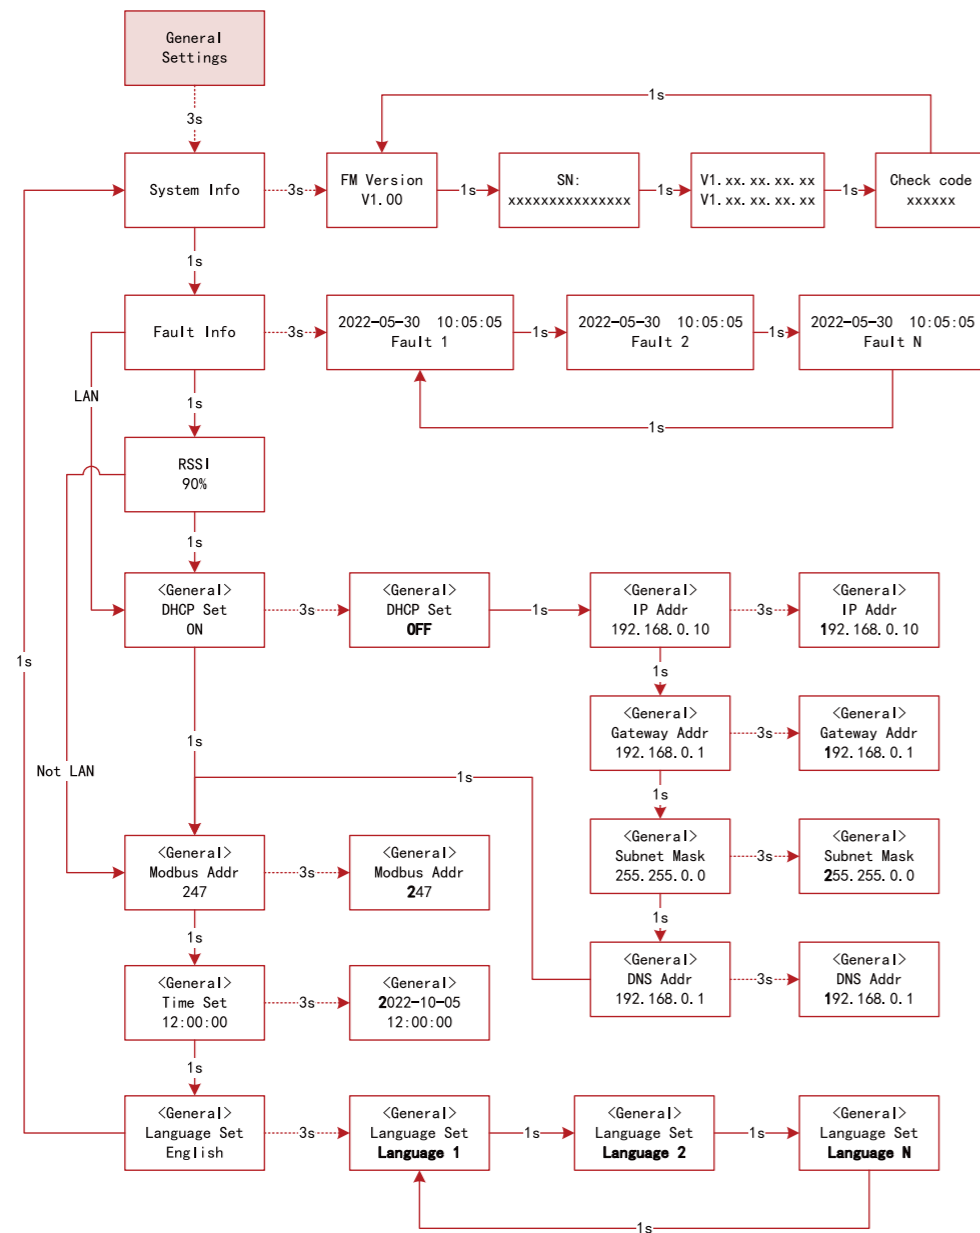 General
Settings
3s
1s
System Info
3s
FM Version
V1.00
1s
SN:
xxxxxxxxxxxxxxx
1s
V1.xx.xx.xx.xx
V1.xx.xx.xx.xx
1s
Check code
xxxxxx
1s
Fault Info
3s
2022-05-30 10:05:05
Fault 1
1s
2022-05-30 10:05:05
Fault 2
1s
2022-05-30 10:05:05
Fault N
LAN
1s
1s
RSSI
90%
1s
<General>
DHCP Set
ON
3s
<General>
DHCP Set
OFF
1s
<General>
IP Addr
192.168.0.10
3s
<General>
IP Addr
192.168.0.10
1s
1s
<General>
Gateway Addr
192.168.0.1
3s
<General>
Gateway Addr
192.168.0.1
1s
Not LAN
1s
1s
<General>
Modbus Addr
247
3s
<General>
Modbus Addr
247
<General>
Subnet Mask
255.255.0.0
3s
<General>
Subnet Mask
255.255.0.0
1s
1s
<General>
Time Set
12:00:00
3s
<General>
2022-10-05
12:00:00
<General>
DNS Addr
192.168.0.1
3s
<General>
DNS Addr
192.168.0.1
1s
<General>
Language Set
English
3s
<General>
Language Set
Language 1
1s
<General>
Language Set
Language 2
1s
<General>
Language Set
Language N
1s